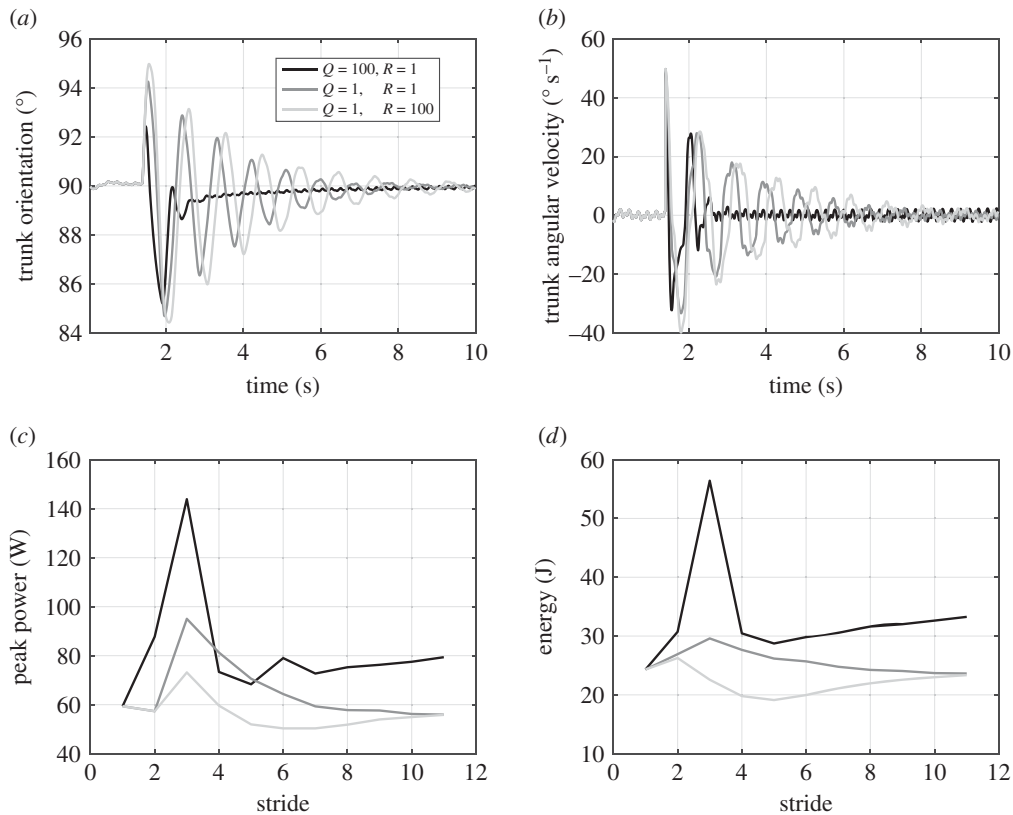 (a)
96
94
92
90
88
86
84
trunk orientation (°)
Q = 100, R = 1
Q = 1, R = 1
Q = 1, R = 100
2 4 6 8 10
time (s)
(b)
60
40
20
0
–20
–40
trunk angular velocity (° s⁻¹)
2 4 6 8 10
time (s)
(c)
160
140
120
100
80
60
40
peak power (W)
0 2 4 6 8 10 12
stride
(d)
60
50
40
30
20
10
energy (J)
0 2 4 6 8 10 12
stride